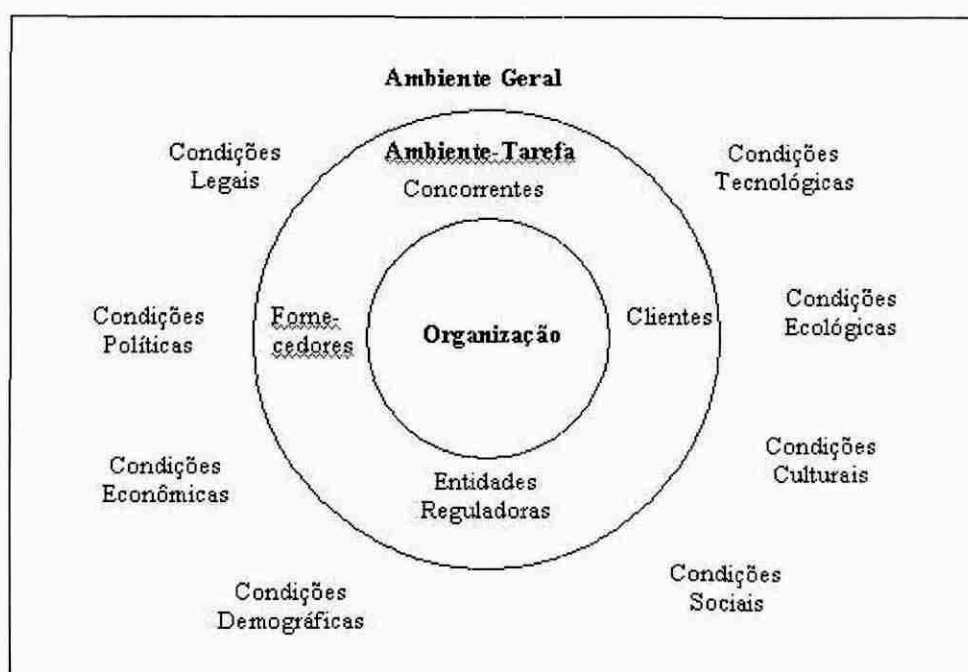 Ambiente Geral
Ambiente-Tarefa
Concorrentes
Condições
Legais
Condições
Tecnológicas
Condições
Políticas
Forne-
cedores
Organização
Clientes
Condições
Ecológicas
Condições
Econômicas
Entidades
Reguladoras
Condições
Culturais
Condições
Demográficas
Condições
Sociais